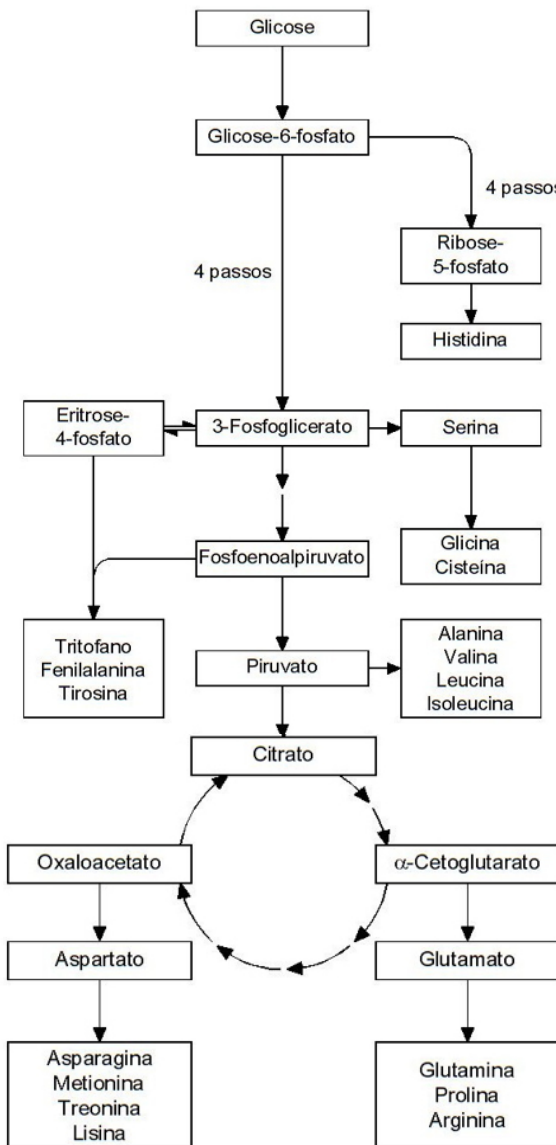 Glicose
Glicose-6-fosfato
4 passos
4 passos
Ribose-
5-fosfato
Histidina
Eritrose-
4-fosfato
3-Fosfoglicerato
Serina
Glicina
Cisteína
Fosfoenoalpiruvato
Tritofano
Fenilalanina
Tirosina
Piruvato
Alanina
Valina
Leucina
Isoleucina
Citrato
Oxaloacetato
α-Cetoglutarato
Aspartato
Glutamato
Asparagina
Metionina
Treonina
Lisina
Glutamina
Prolina
Arginina